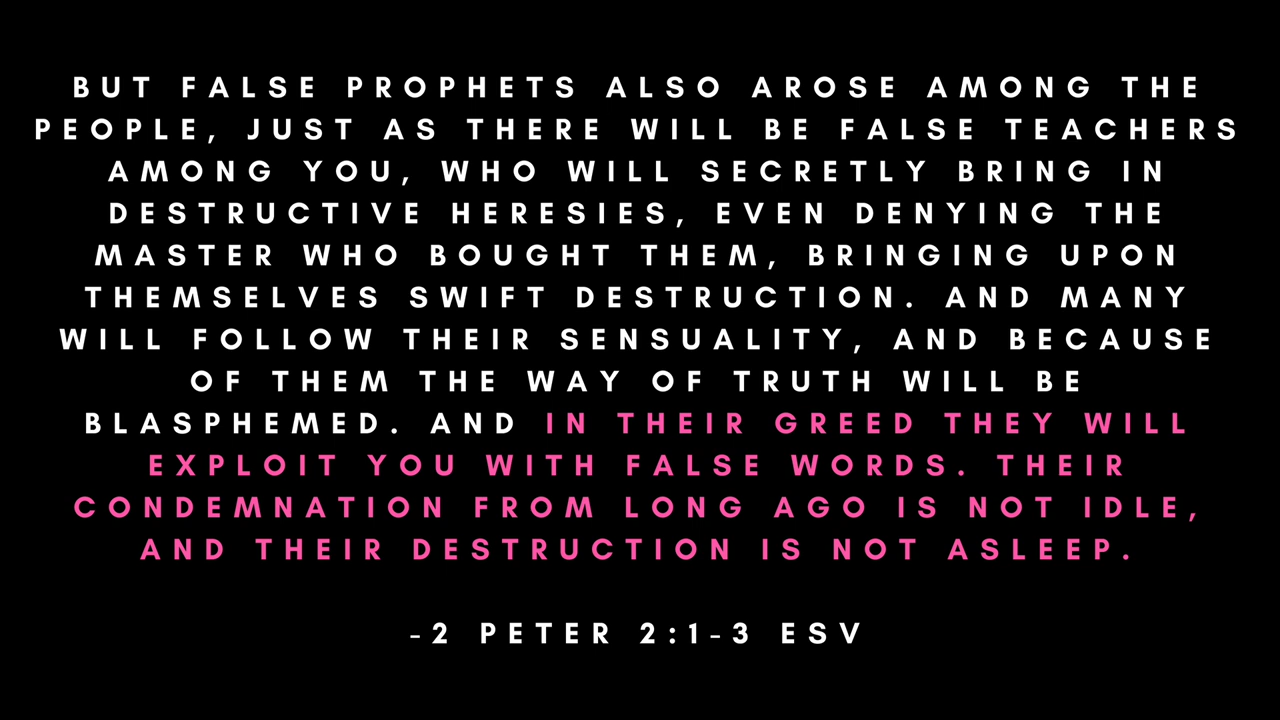 BUT FALSE PROPHETS ALSO AROSE AMONG THE
PEOPLE, JUST AS THERE WILL BE FALSE TEACHERS
AMONG YOU, WHO WILL SECRETLY BRING IN
DESTRUCTIVE HERESIES, EVEN DENYING THE
MASTER WHO BOUGHT THEM, BRINGING UPON
THEMSELVES SWIFT DESTRUCTION. AND MANY
WILL FOLLOW THEIR SENSUALITY, AND BECAUSE
OF THEM THE WAY OF TRUTH WILL BE
BLASPHEMED. AND IN THEIR GREED THEY WILL
EXPLOIT YOU WITH FALSE WORDS. THEIR
CONDEMNATION FROM LONG AGO IS NOT IDLE,
AND THEIR DESTRUCTION IS NOT ASLEEP.
-2 PETER 2:1-3 ESV